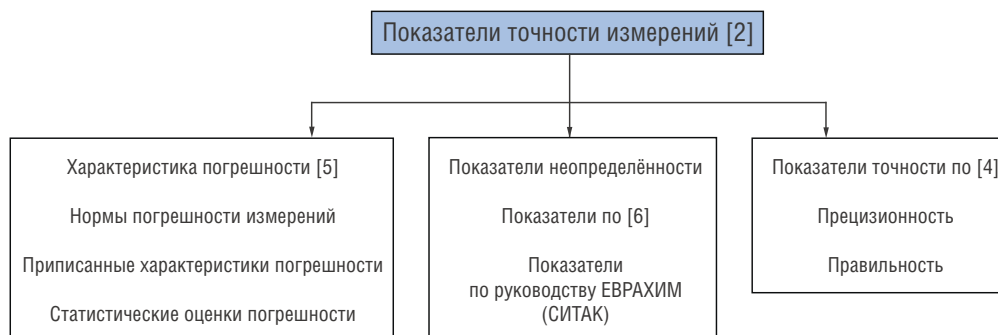 Показатели точности измерений [2]
Характеристика погрешности [5]
Нормы погрешности измерений
Приписанные характеристики погрешности
Статистические оценки погрешности
Показатели неопределённости
Показатели по [6]
Показатели
по руководству ЕВРАХИМ
(СИТАК)
Показатели точности по [4]
Прецизионность
Правильность